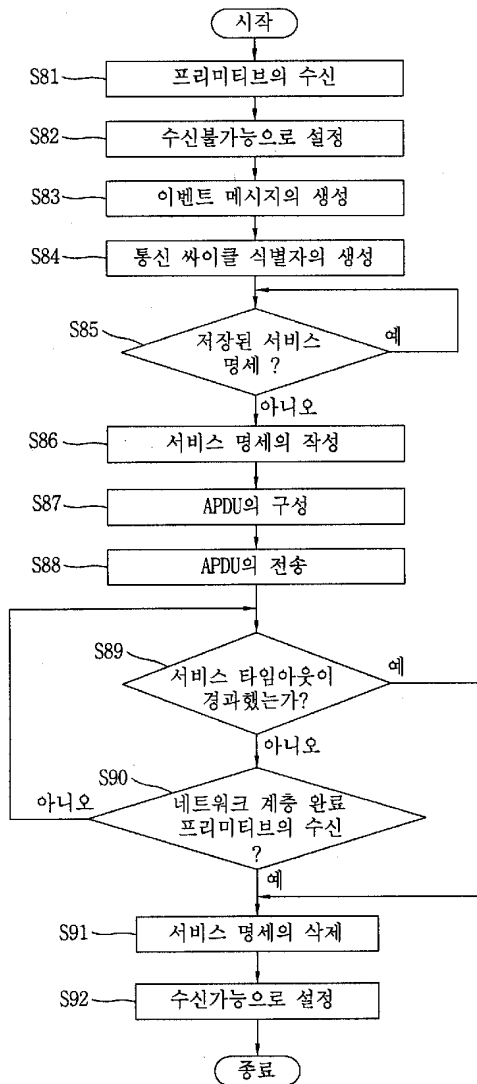 시작
S81
프리미티브의 수신
S82
수신불가능으로 설정
S83
이벤트 메시지의 생성
S84
통신 싸이클 식별자의 생성
S85
저장된 서비스
명세 ?
예
아니오
S86
서비스 명세의 작성
S87
APDU의 구성
S88
APDU의 전송
S89
서비스 타임아웃이
경과했는가?
예
아니오
S90
아니오
네트워크 계층 완료
프리미티브의 수신
?
예
S91
서비스 명세의 삭제
S92
수신가능으로 설정
종료